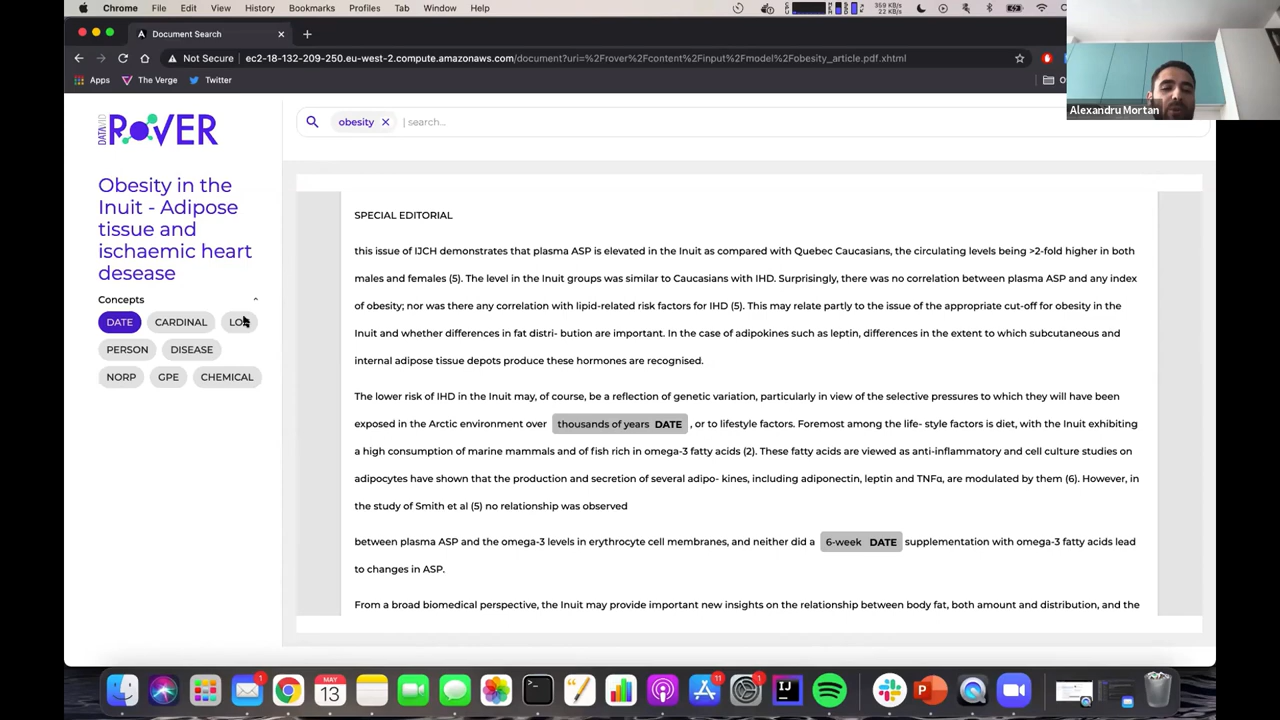 Chrome File Edit View History Bookmarks Profiles Tab Window Help
359 KB/s
22 KB/s
Document Search
Not Secure ec2-18-132-209-250.eu-west-2.compute.amazonaws.com/document?uri=%2Frover%2Fcontent%2Finput%2Fmodel%2Fobesity_article.pdf.xhtml
Apps The Verge Twitter
Alexandru Mortan
DATAVID ROVER
obesity search...
Obesity in the
Inuit - Adipose
tissue and
ischaemic heart
desease
Concepts
DATE CARDINAL
PERSON DISEASE
NORP GPE CHEMICAL
SPECIAL EDITORIAL
this issue of IJCH demonstrates that plasma ASP is elevated in the Inuit as compared with Quebec Caucasians, the circulating levels being >2-fold higher in both
males and females (5). The level in the Inuit groups was similar to Caucasians with IHD. Surprisingly, there was no correlation between plasma ASP and any index
of obesity; nor was there any correlation with lipid-related risk factors for IHD (5). This may relate partly to the issue of the appropriate cut-off for obesity in the
Inuit and whether differences in fat distri- bution are important. In the case of adipokines such as leptin, differences in the extent to which subcutaneous and
internal adipose tissue depots produce these hormones are recognised.
The lower risk of IHD in the Inuit may, of course, be a reflection of genetic variation, particularly in view of the selective pressures to which they will have been
exposed in the Arctic environment over thousands of years DATE , or to lifestyle factors. Foremost among the life- style factors is diet, with the Inuit exhibiting
a high consumption of marine mammals and of fish rich in omega-3 fatty acids (2). These fatty acids are viewed as anti-inflammatory and cell culture studies on
adipocytes have shown that the production and secretion of several adipo- kines, including adiponectin, leptin and TNFα, are modulated by them (6). However, in
the study of Smith et al (5) no relationship was observed
between plasma ASP and the omega-3 levels in erythrocyte cell membranes, and neither did a 6-week DATE supplementation with omega-3 fatty acids lead
to changes in ASP.
From a broad biomedical perspective, the Inuit may provide important new insights on the relationship between body fat, both amount and distribution, and the
1
MAY
13
11
1
IJ